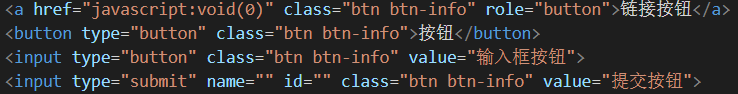 <a href="javascript:void(0)" class="btn btn-info" role="button">链接按钮</a>
<button type="button" class="btn btn-info">按钮</button>
<input type="button" class="btn btn-info" value="输入框按钮">
<input type="submit" name="" id="" class="btn btn-info" value="提交按钮">